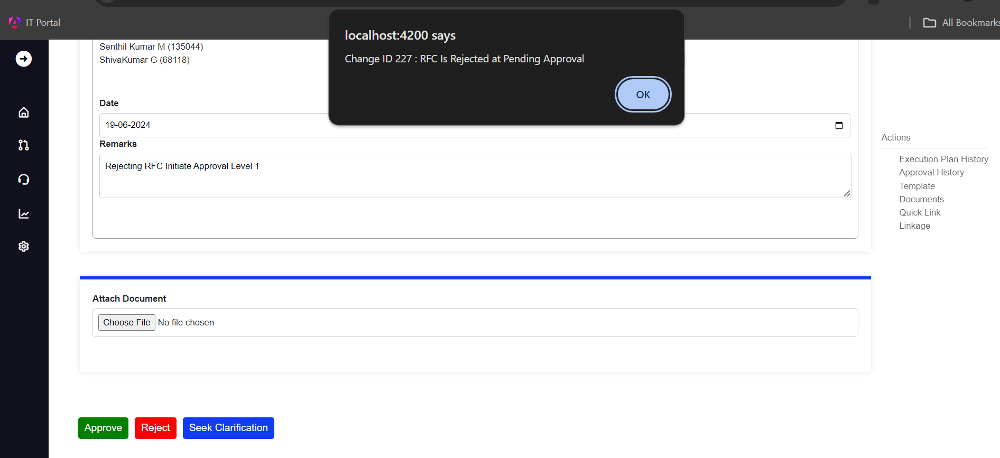 IT Portal
All Bookmarks
localhost:4200 says
Change ID 227 : RFC Is Rejected at Pending Approval
OK
Senthil Kumar M (135044)
ShivaKumar G (68118)
Date
19-06-2024
Remarks
Rejecting RFC Initiate Approval Level 1
Actions
Execution Plan History
Approval History
Template
Documents
Quick Link
Linkage
Attach Document
Choose File No file chosen
Approve Reject Seek Clarification